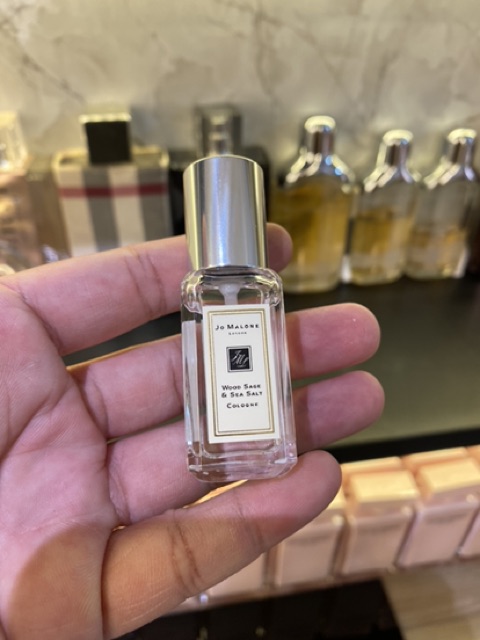 Jo Malone
London
Wood Sage
& Sea Salt
Cologne